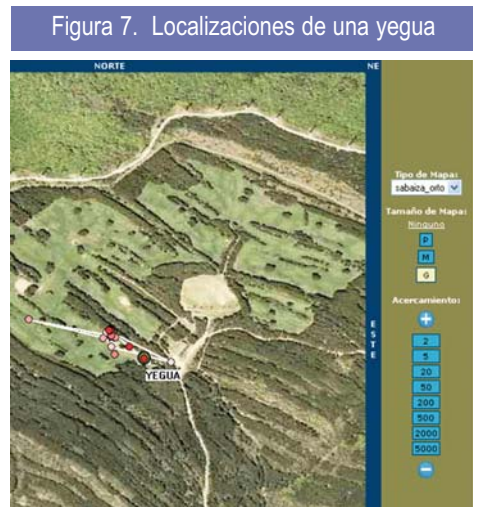 Figura 7. Localizaciones de una yegua
NORTE
NE
ESTE
YEGUA
Tipo de Mapa:
sabaiza_orto
Tamaño de Mapa:
Ninguno
P
M
G
Acercamiento:
2
5
20
50
200
500
2000
5000